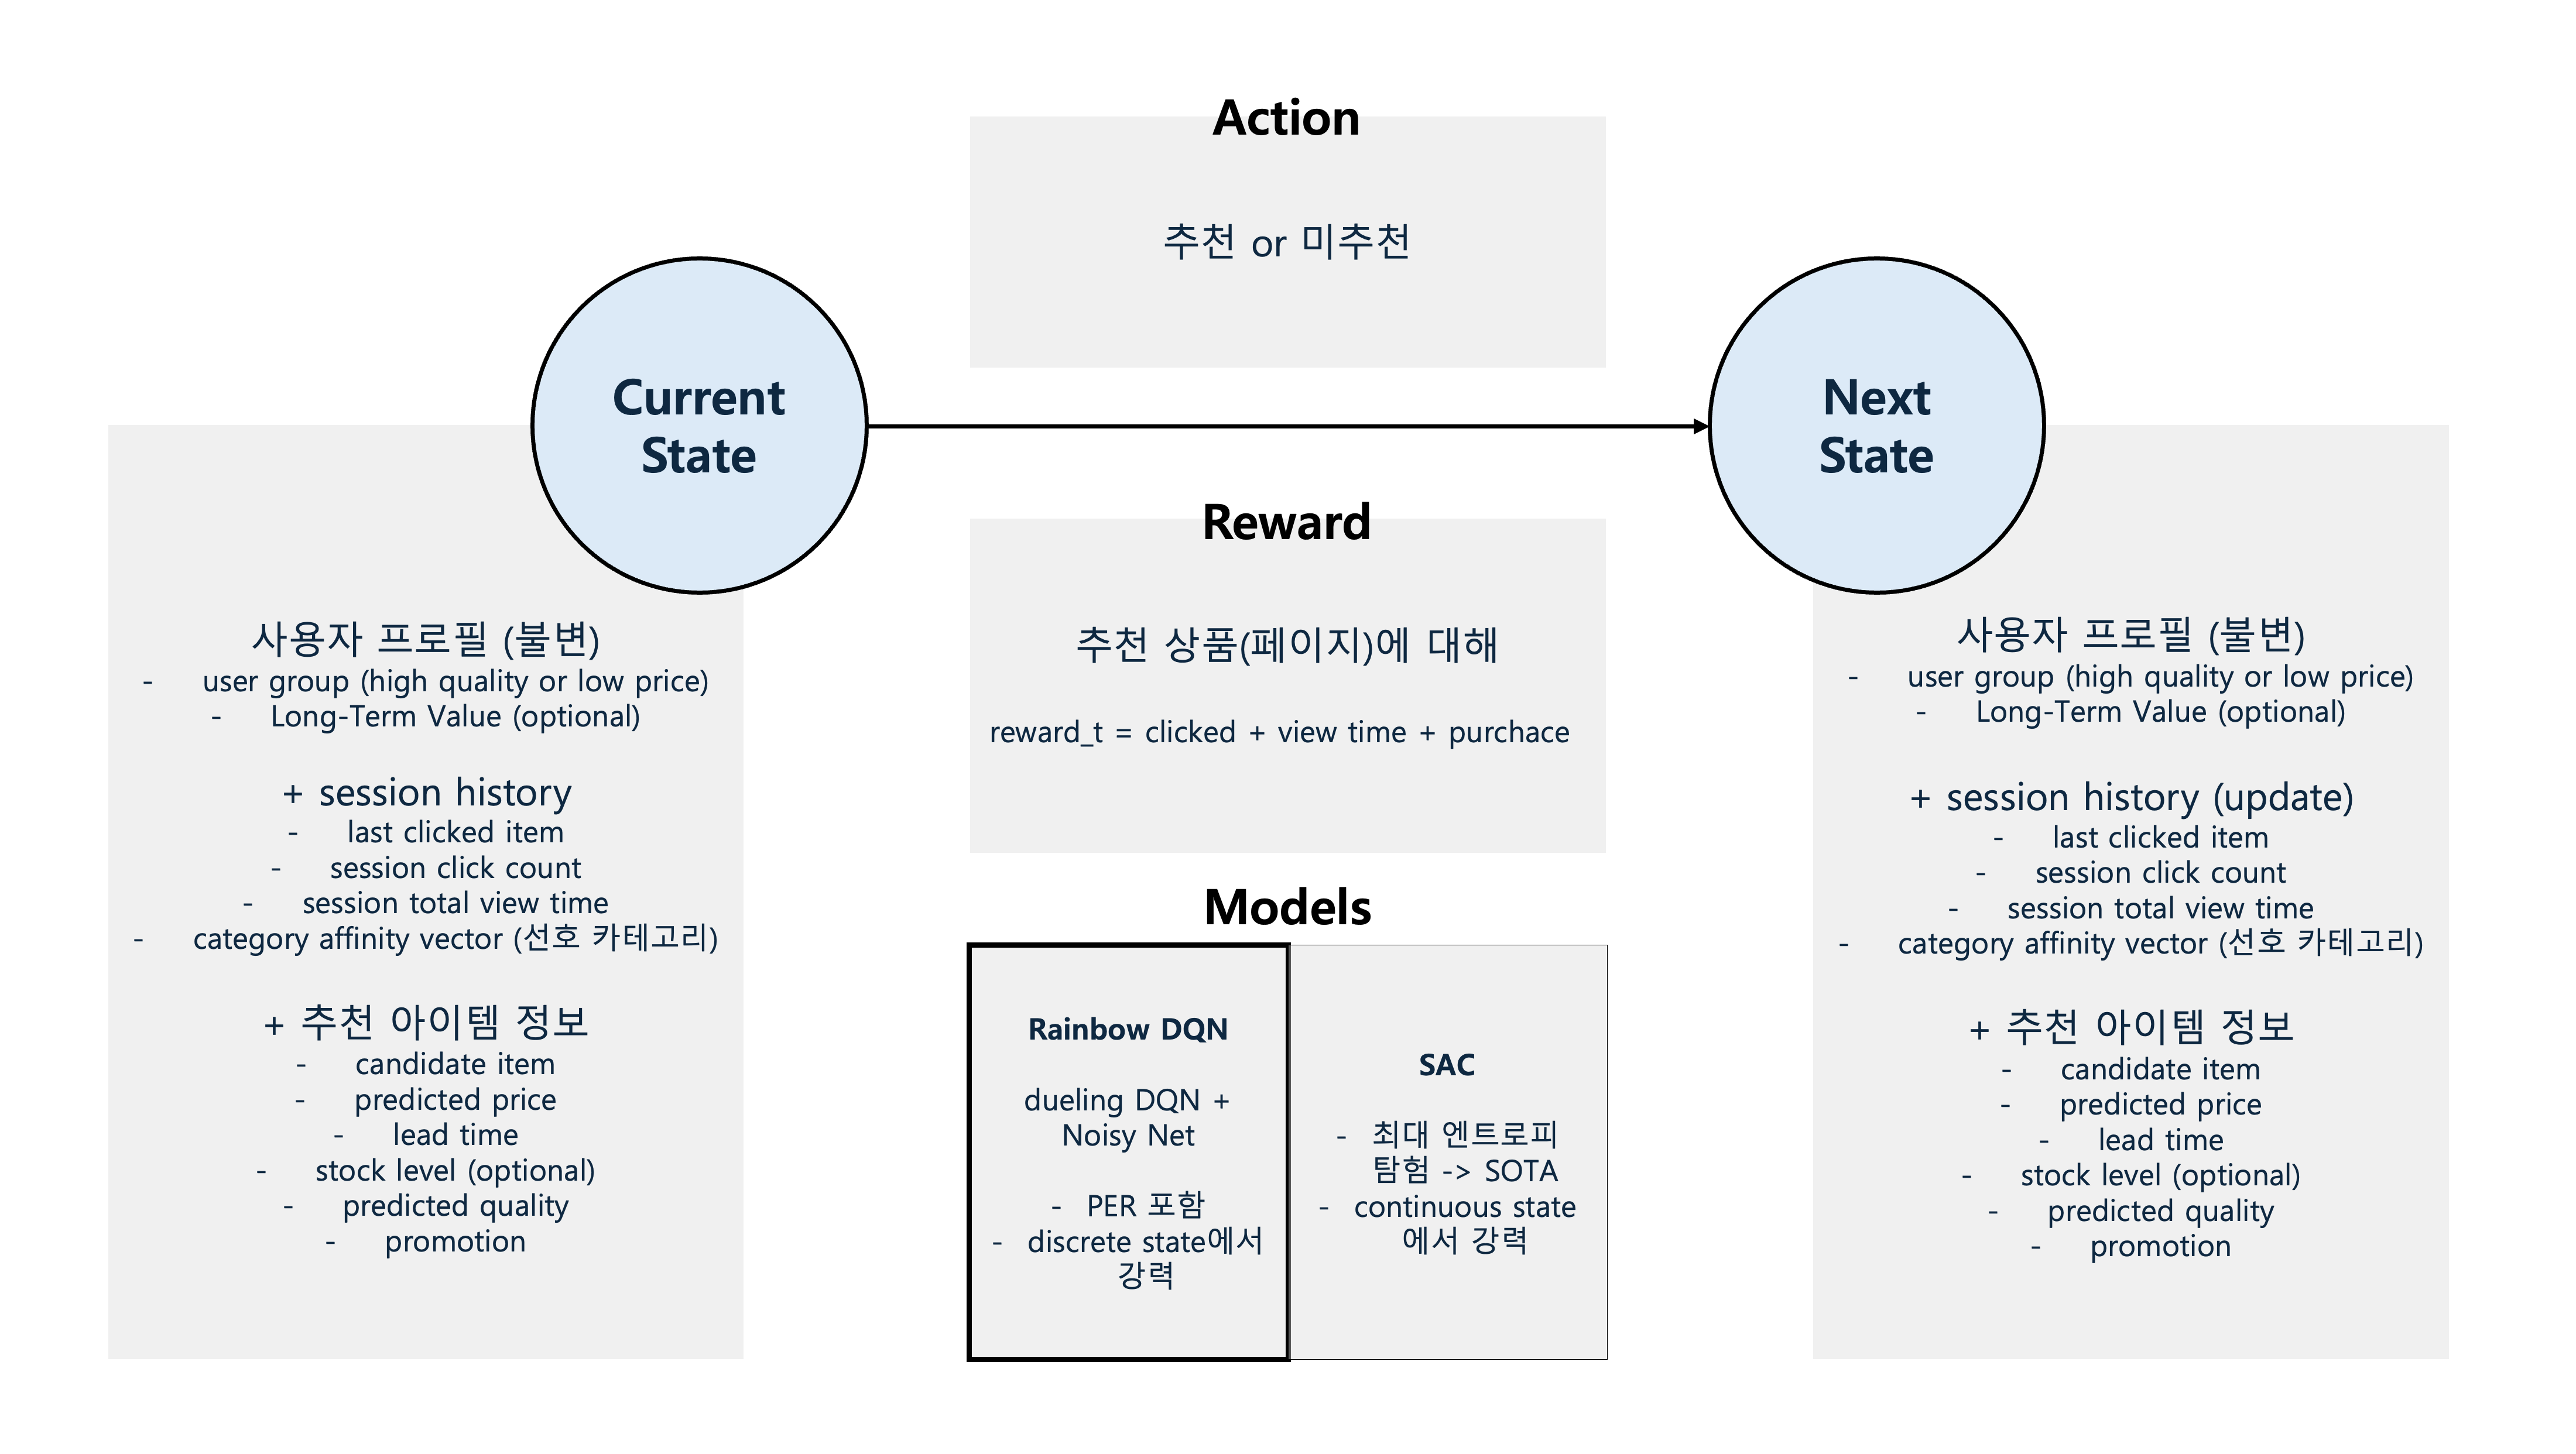 Action
추천 or 미추천
Current
State
Next
State
사용자 프로필 (불변)
- user group (high quality or low price)
- Long-Term Value (optional)
+ session history
- last clicked item
- session click count
- session total view time
- category affinity vector (선호 카테고리)
+ 추천 아이템 정보
- candidate item
- predicted price
- lead time
- stock level (optional)
- predicted quality
- promotion
Reward
추천 상품(페이지)에 대해
reward_t = clicked + view time + purchace
Models
Rainbow DQN
dueling DQN +
Noisy Net
- PER 포함
- discrete state에서
강력
SAC
- 최대 엔트로피
탐험 -> SOTA
- continuous state
에서 강력
사용자 프로필 (불변)
- user group (high quality or low price)
- Long-Term Value (optional)
+ session history (update)
- last clicked item
- session click count
- session total view time
- category affinity vector (선호 카테고리)
+ 추천 아이템 정보
- candidate item
- predicted price
- lead time
- stock level (optional)
- predicted quality
- promotion